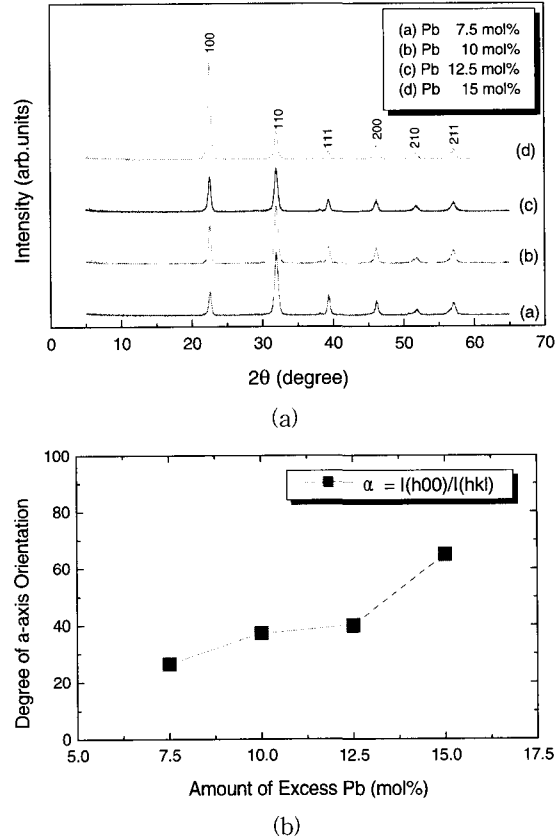 (a) Pb 7.5 mol%
(b) Pb 10 mol%
(c) Pb 12.5 mol%
(d) Pb 15 mol%
100
110
111
200
210
211
(d)
(c)
(b)
(a)
Intensity (arb.units)
0 10 20 30 40 50 60 70
2θ (degree)
(a)
α = I(h00)/I(hkl)
100
80
60
40
20
0
Degree of a-axis Orientation
5.0 7.5 10.0 12.5 15.0 17.5
Amount of Excess Pb (mol%)
(b)